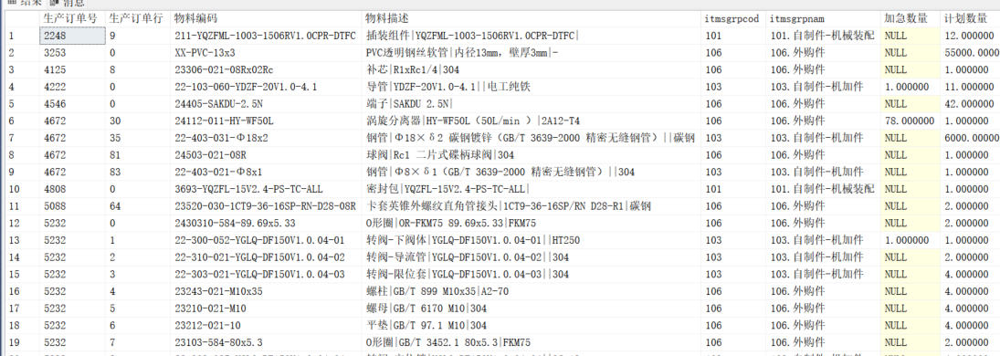 结果 消息
生产订单号 生产订单行 物料编码 物料描述 itmsgrpcod itmsgrpnam 加急数量 计划数量
1 2248 9 211-YQZFML-1003-1506RV1.0CPR-DTFC 插装组件|YQZFML-1003-1506RV1.0CPR-DTFC| 101 101.自制件-机械装配 NULL 12.000000
2 3253 0 XX-PVC-13x3 PVC透明钢丝软管|内径13mm，壁厚3mm|- 106 106.外购件 NULL 55000.0000
3 4125 8 23306-021-08Rx02Rc 补芯|R1xRc1/4|304 106 106.外购件 NULL 1.000000
4 4222 0 22-103-060-YDZF-20V1.0-4.1 导管|YDZF-20V1.0-4.1||电工纯铁 103 103.自制件-机加件 1.000000 11.000000
5 4546 0 24405-SAKDU-2.5N 端子|SAKDU 2.5N| 106 106.外购件 NULL 42.000000
6 4672 30 24112-011-HY-WF50L 涡旋分离器|HY-WF50L（50L/min ）|2A12-T4 106 106.外购件 78.000000 1.000000
7 4672 35 22-403-031-Φ18x2 钢管|Φ18×δ2 碳钢镀锌（GB/T 3639-2000 精密无缝钢管）||碳钢 103 103.自制件-机加件 NULL 6000.00000
8 4672 81 24503-021-08R 球阀|Rc1 二片式碟柄球阀|304 106 106.外购件 NULL 1.000000
9 4672 83 22-403-021-Φ8x1 钢管|Φ8×δ1（GB/T 3639-2000 精密无缝钢管）||304 103 103.自制件-机加件 NULL 1.000000
10 4808 0 3693-YQZFL-15V2.4-PS-TC-ALL 密封包|YQZFL-15V2.4-PS-TC-ALL| 101 101.自制件-机械装配 NULL 1.000000
11 5088 64 23520-030-1CT9-36-16SP-RN-D28-08R 卡套英锥外螺纹直角管接头|1CT9-36-16SP/RN D28-R1|碳钢 106 106.外购件 NULL 2.000000
12 5232 0 2430310-584-89.69x5.33 O形圈|OR-FKM75 89.69x5.33|FKM75 106 106.外购件 NULL 2.000000
13 5232 1 22-300-052-YGLQ-DF150V1.0.04-01 转阀-下阀体|YGLQ-DF150V1.0.04-01||HT250 103 103.自制件-机加件 1.000000 2.000000
14 5232 2 22-310-021-YGLQ-DF150V1.0.04-02 转阀-导流管|YGLQ-DF150V1.0.04-02||304 103 103.自制件-机加件 NULL 2.000000
15 5232 3 22-303-021-YGLQ-DF150V1.0.04-03 转阀-限位套|YGLQ-DF150V1.0.04-03||304 103 103.自制件-机加件 NULL 4.000000
16 5232 4 23243-021-M10x35 螺柱|GB/T 899 M10x35|A2-70 106 106.外购件 NULL 4.000000
17 5232 5 23210-021-M10 螺母|GB/T 6170 M10|304 106 106.外购件 NULL 4.000000
18 5232 6 23212-021-10 平垫|GB/T 97.1 M10|304 106 106.外购件 NULL 4.000000
19 5232 7 23103-584-80x5.3 O形圈|GB/T 3452.1 80x5.3|FKM75 106 106.外购件 NULL 2.000000